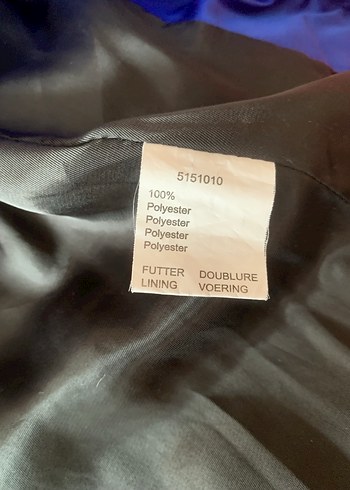 5151010
100%
Polyester
Polyester
Polyester
Polyester
FUTTER DOUBLURE
LINING VOERING